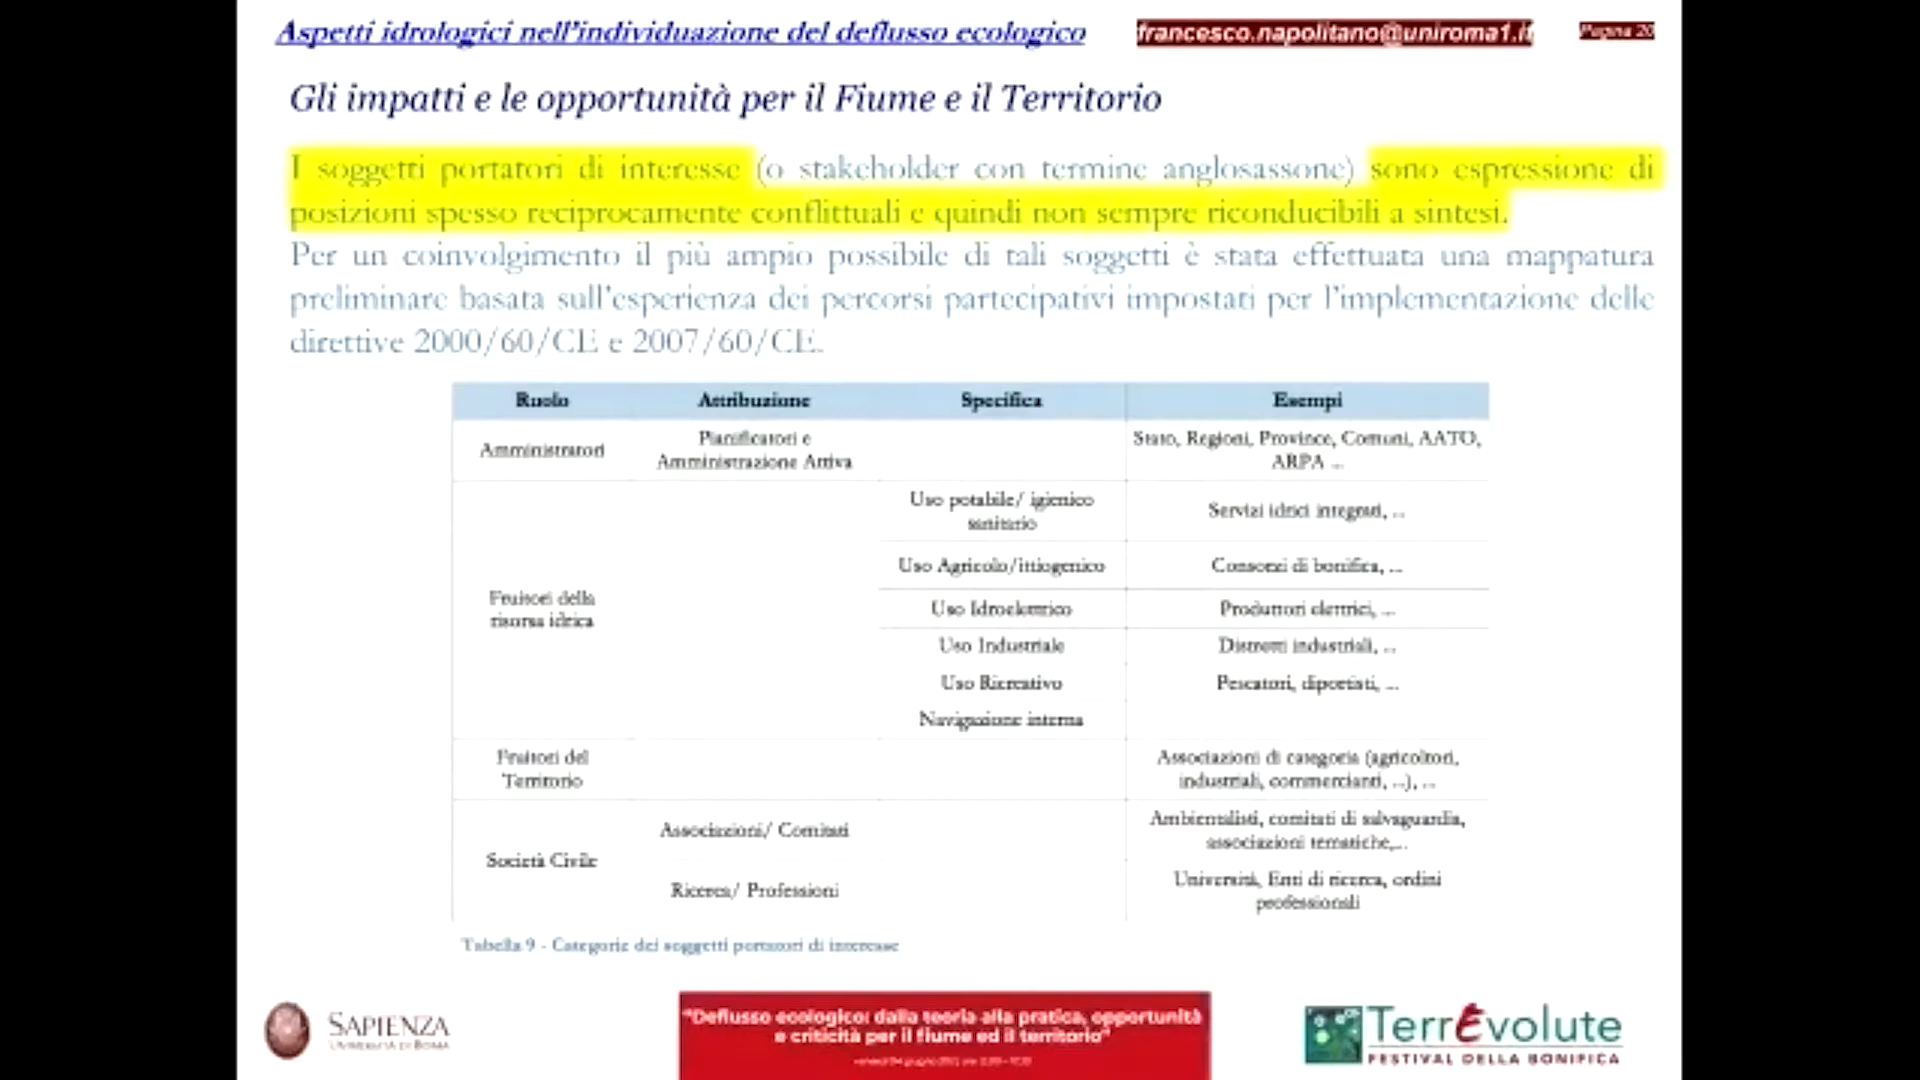 Aspetti idrologici nell'individuazione del deflusso ecologico
francesco.napolitano@uniroma1.it
Pagina 20
Gli impatti e le opportunità per il Fiume e il Territorio
I soggetti portatori di interesse (o stakeholder con termine anglosassone) sono espressione di
posizioni spesso reciprocamente conflittuali e quindi non sempre riconducibili a sintesi.
Per un coinvolgimento il più ampio possibile di tali soggetti è stata effettuata una mappatura
preliminare basata sull'esperienza dei percorsi partecipativi impostati per l'implementazione delle
direttive 2000/60/CE e 2007/60/CE.
Ruolo Attribuzione Specifica Esempi
Amministratori
Pianificatori e
Amministrazione Attiva
Stato, Regioni, Province, Comuni, AATO,
ARPA ...
Fruitori della
risorsa idrica
Uso potabile/ igienico
sanitario
Servizi idrici integrati, ...
Uso Agricolo/ittiogenico
Consorzi di bonifica, ...
Uso Idroelettrico
Produttori elettrici, ...
Uso Industriale
Distretti industriali, ...
Uso Ricreativo
Pescatori, diportisti, ...
Navigazione interna
Fruitori del
Territorio
Associazioni di categoria (agricoltori,
industriali, commercianti, ...), ...
Società Civile
Associazioni/ Comitati
Ambientalisti, comitati di salvaguardia,
associazioni tematiche,...
Ricerca/ Professioni
Università, Enti di ricerca, ordini
professionali
Tabella 9 - Categorie dei soggetti portatori di interesse
SAPIENZA
UNIVERSITÀ DI ROMA
"Deflusso ecologico: dalla teoria alla pratica, opportunità
e criticità per il fiume ed il territorio"
TerrEvolute
FESTIVAL DELLA BONIFICA